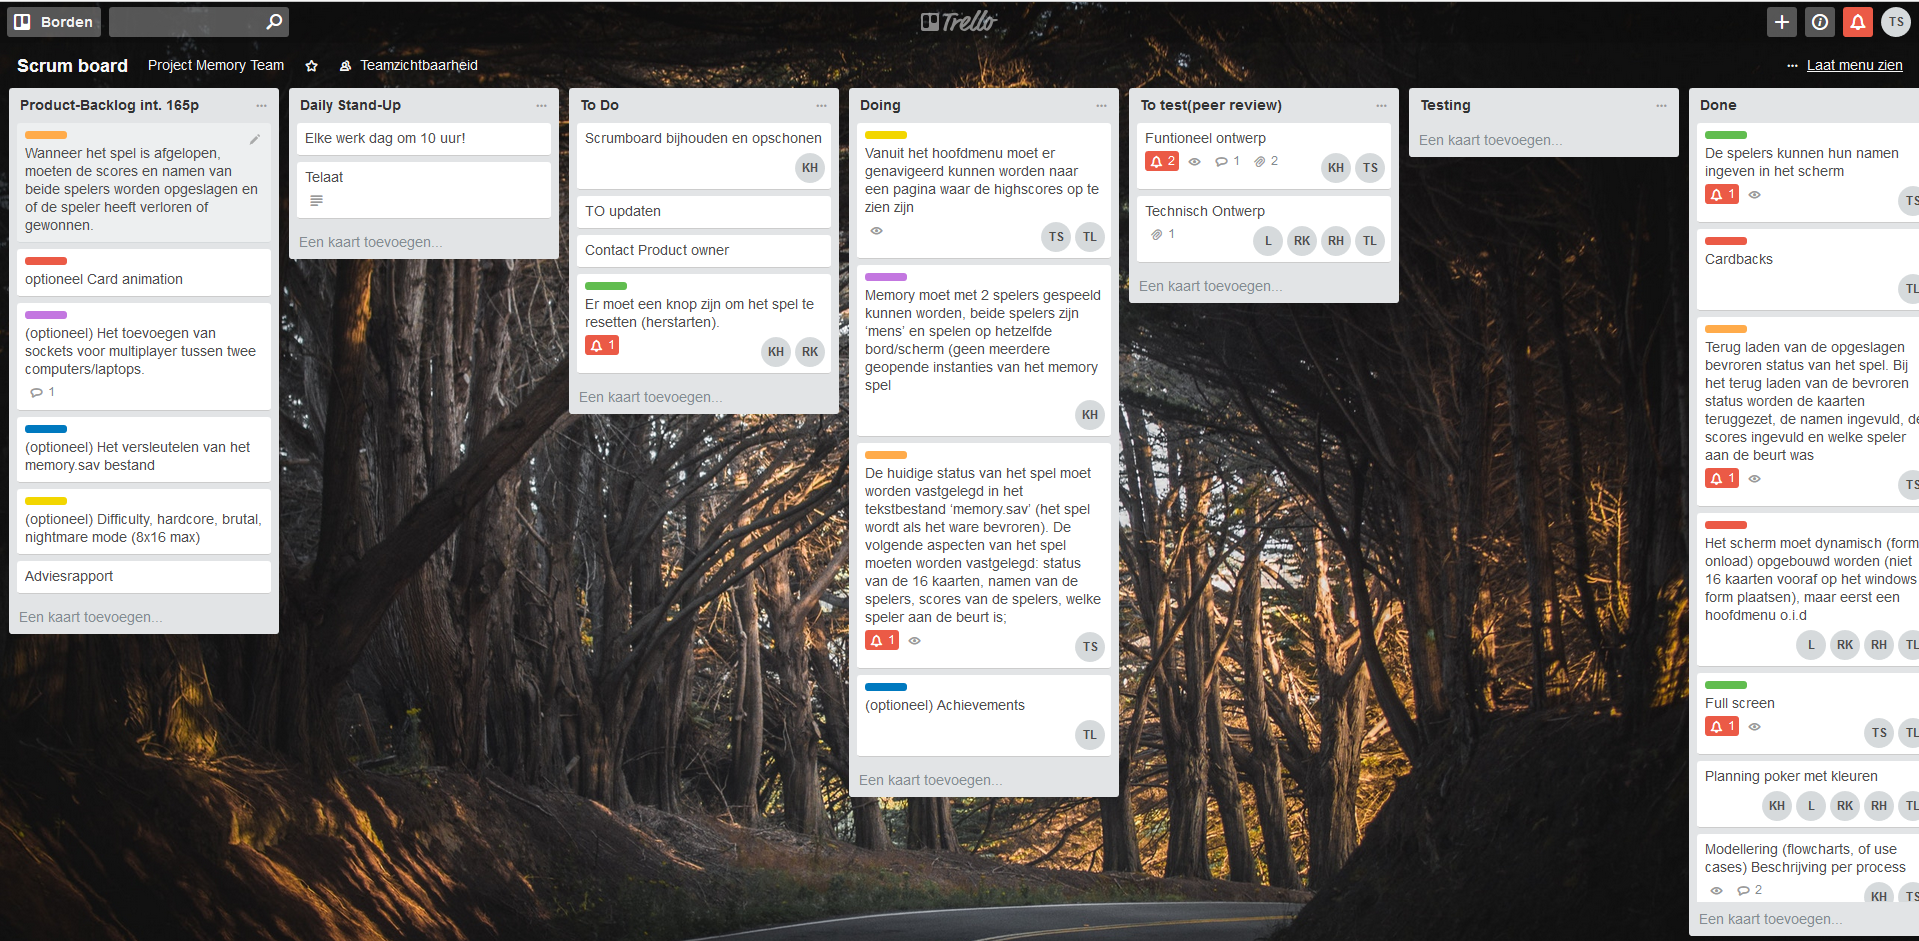 Borden
Trello
TS
Scrum board
Project Memory Team
Teamzichtbaarheid
Laat menu zien
Product-Backlog int. 165p
Wanneer het spel is afgelopen,
moeten de scores en namen van
beide spelers worden opgeslagen en
of de speler heeft verloren of
gewonnen.
optioneel Card animation
(optioneel) Het toevoegen van
sockets voor multiplayer tussen twee
computers/laptops.
1
(optioneel) Het versleutelen van het
memory.sav bestand
(optioneel) Difficulty, hardcore, brutal,
nightmare mode (8x16 max)
Adviesrapport
Een kaart toevoegen...
Daily Stand-Up
Elke werk dag om 10 uur!
Telaat
Een kaart toevoegen...
To Do
Scrumboard bijhouden en opschonen
KH
TO updaten
Contact Product owner
Er moet een knop zijn om het spel te
resetten (herstarten).
1
KH RK
Een kaart toevoegen...
Doing
Vanuit het hoofdmenu moet er
genavigeerd kunnen worden naar
een pagina waar de highscores op te
zien zijn
TS TL
Memory moet met 2 spelers gespeeld
kunnen worden, beide spelers zijn
‘mens’ en spelen op hetzelfde
bord/scherm (geen meerdere
geopende instanties van het memory
spel
KH
De huidige status van het spel moet
worden vastgelegd in het
tekstbestand ‘memory.sav’ (het spel
wordt als het ware bevroren). De
volgende aspecten van het spel
moeten worden vastgelegd: status
van de 16 kaarten, namen van de
spelers, scores van de spelers, welke
speler aan de beurt is;
1
TS
(optioneel) Achievements
TL
Een kaart toevoegen...
To test(peer review)
Funtioneel ontwerp
2 1 2
KH TS
Technisch Ontwerp
1
L RK RH TL
Een kaart toevoegen...
Testing
Een kaart toevoegen...
Done
De spelers kunnen hun namen
ingeven in het scherm
1
TS
Cardbacks
TL
Terug laden van de opgeslagen
bevroren status van het spel. Bij
het terug laden van de bevroren
status worden de kaarten
teruggezet, de namen ingevuld, de
scores ingevuld en welke speler
aan de beurt was
1
TS
Het scherm moet dynamisch (form
onload) opgebouwd worden (niet
16 kaarten vooraf op het windows
form plaatsen), maar eerst een
hoofdmenu o.i.d
L RK RH TL
Full screen
1
TS TL
Planning poker met kleuren
KH L RK RH TL
Modellering (flowcharts, of use
cases) Beschrijving per process
2
KH TS
Een kaart toevoegen...